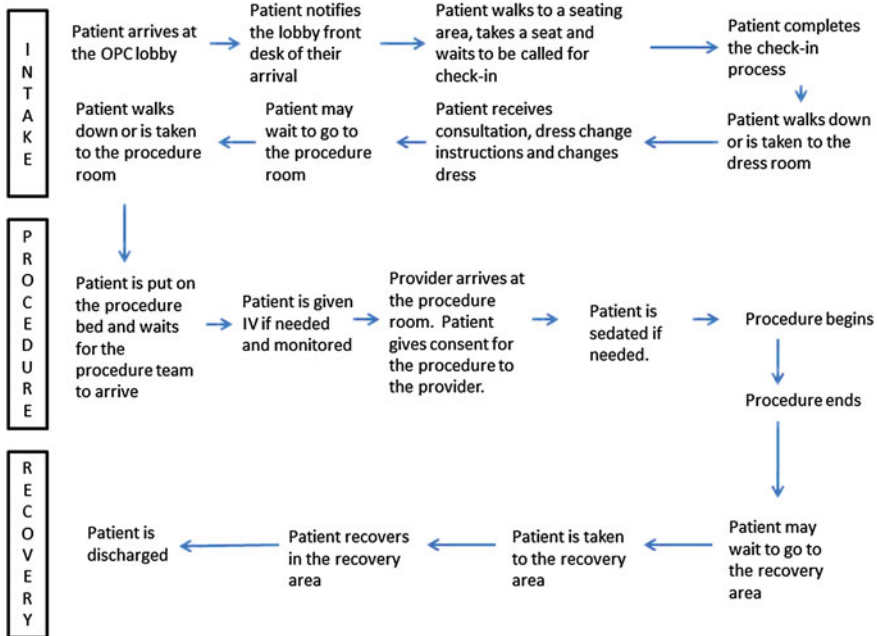 INTAKE
Patient arrives at
the OPC lobby
Patient notifies
the lobby front
desk of their
arrival
Patient walks to a seating
area, takes a seat and
waits to be called for
check-in
Patient completes
the check-in
process
Patient walks down
or is taken to the
dress room
Patient receives
consultation, dress change
instructions and changes
dress
Patient may
wait to go to
the procedure
room
Patient walks
down or is taken
to the procedure
room
PROCEDURE
Patient is put on
the procedure
bed and waits
for the
procedure team
to arrive
Patient is given
IV if needed
and monitored
Provider arrives at
the procedure
room. Patient
gives consent for
the procedure to
the provider.
Patient is
sedated if
needed.
Procedure begins
Procedure ends
RECOVERY
Patient may
wait to go to
the recovery
area
Patient is taken
to the recovery
area
Patient recovers
in the recovery
area
Patient is
discharged